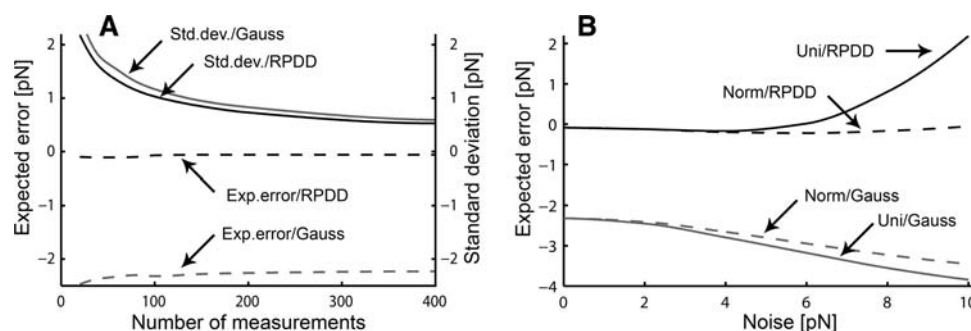 A
Std.dev./Gauss
Std.dev./RPDD
Exp.error/RPDD
Exp.error/Gauss
Expected error [pN]
2
1
0
−1
−2
Standard deviation [pN]
2
1
0
−1
−2
0 100 200 300 400
Number of measurements
B
Uni/RPDD
Norm/RPDD
Norm/Gauss
Uni/Gauss
Expected error [pN]
2
1
0
−1
−2
−3
−4
0 2 4 6 8 10
Noise [pN]